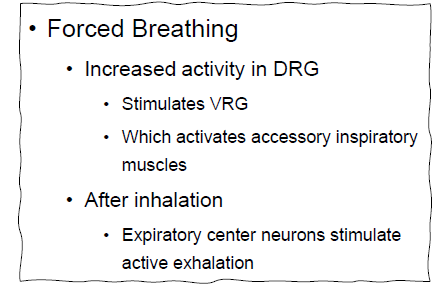 • Forced Breathing
• Increased activity in DRG
• Stimulates VRG
• Which activates accessory inspiratory
muscles
• After inhalation
• Expiratory center neurons stimulate
active exhalation